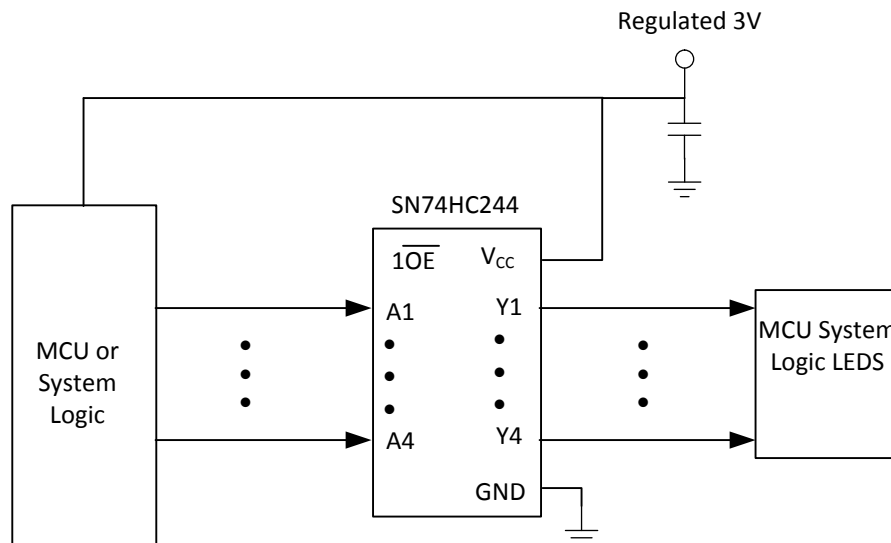 Regulated 3V
SN74HC244
1OE
VCC
A1
Y1
MCU or
System
Logic
MCU System
Logic LEDS
A4
Y4
GND